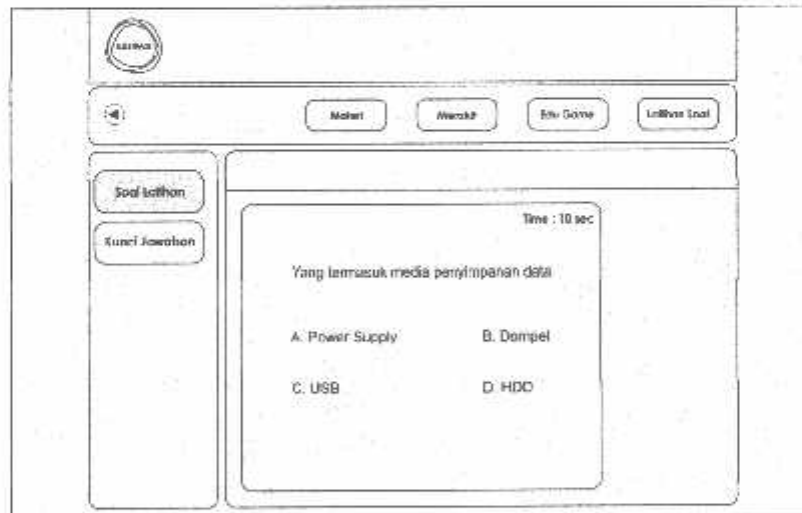 Materi
Merakit
Edu Game
Latihan Soal
Soal Latihan
Kunci Jawaban
Time : 10 sec
Yang termasuk media penyimpanan data
A. Power Supply
B. Dompel
C. USB
D. HDD